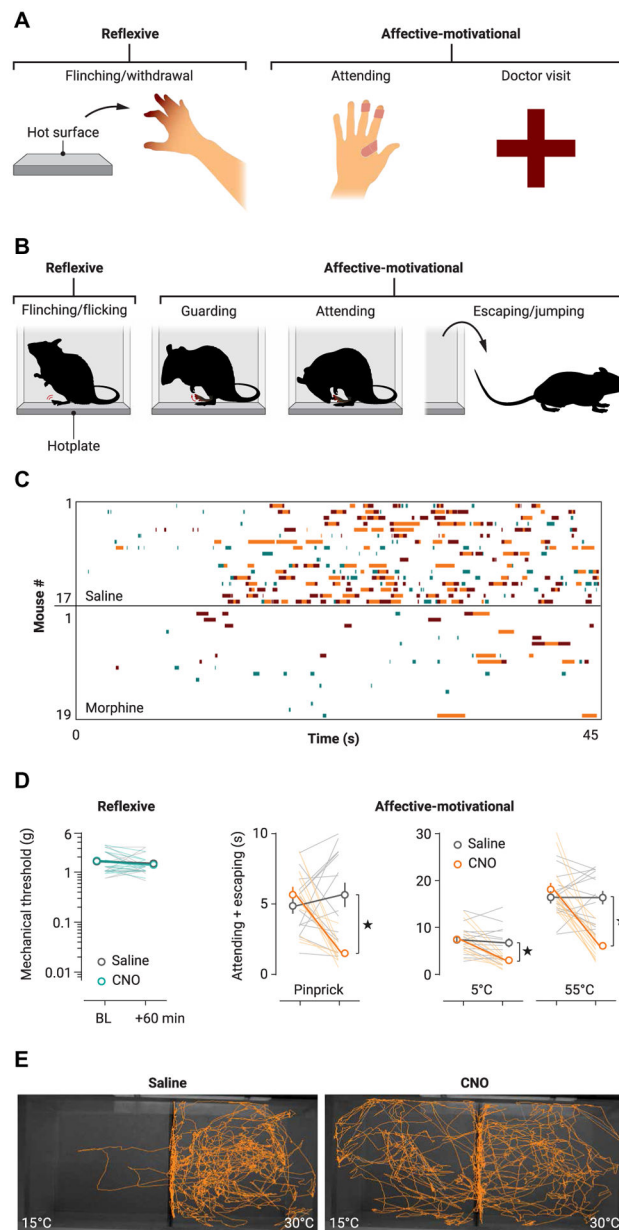 A
Reflexive
Affective-motivational
Flinching/withdrawal
Attending
Doctor visit
Hot surface
B
Reflexive
Affective-motivational
Flinching/flicking
Guarding
Attending
Escaping/jumping
Hotplate
C
Mouse #
1
17
Saline
1
19
Morphine
0
45
Time (s)
D
Reflexive
Affective-motivational
Mechanical threshold (g)
6
1
0.1
0.01
Saline
CNO
BL
+60 min
Attending + escaping (s)
10
5
0
Pinprick
30
20
10
0
Saline
CNO
5°C
55°C
E
Saline
CNO
15°C
30°C
15°C
30°C